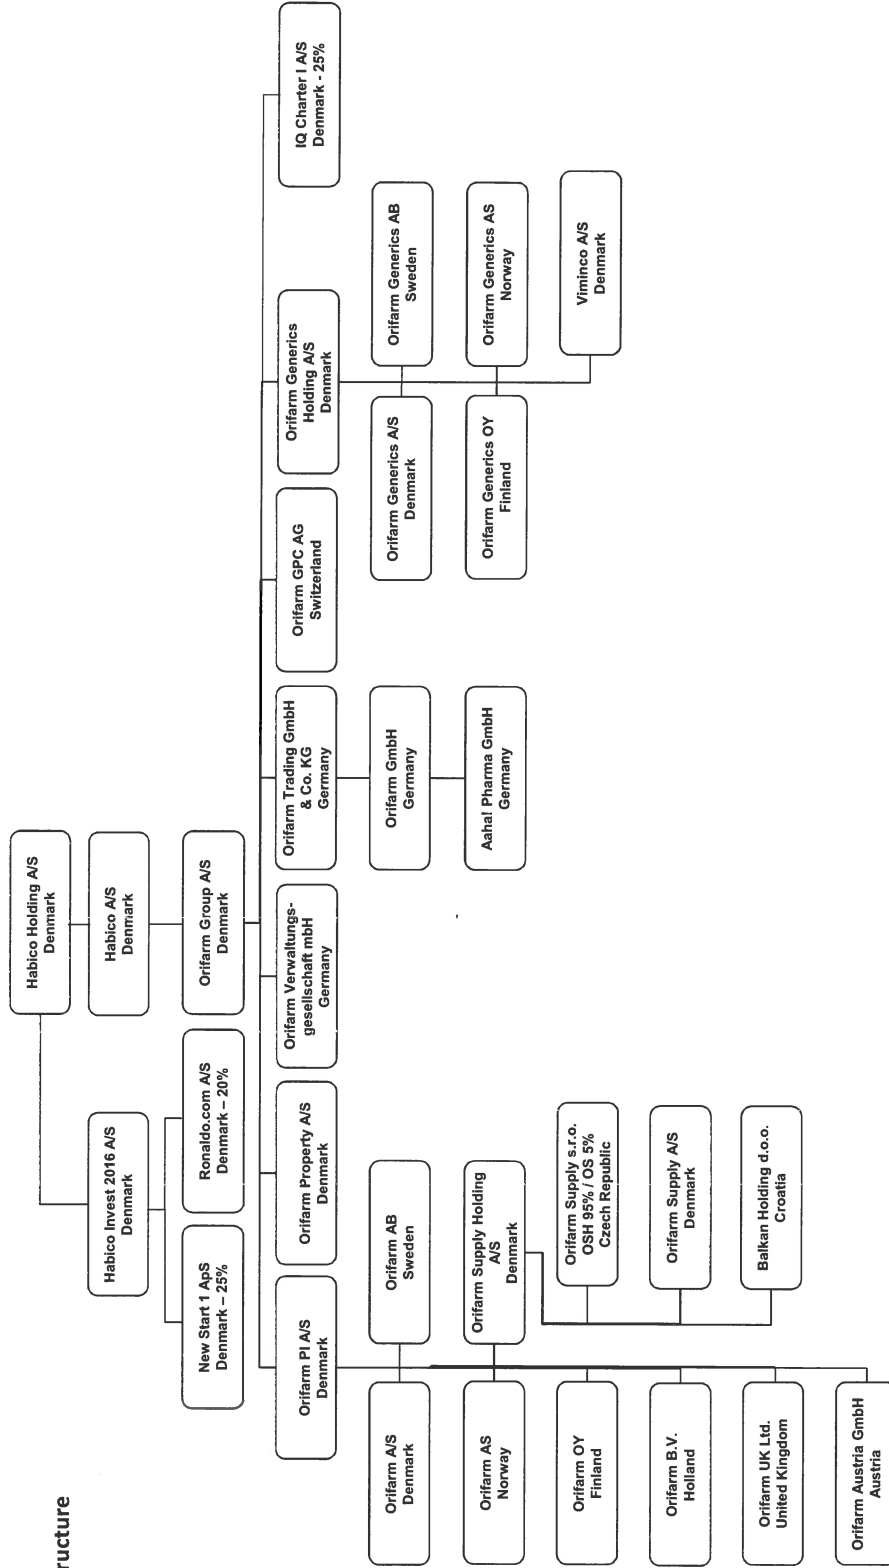 ructure
Habico Holding A/S
Denmark
Habico Invest 2016 A/S
Denmark
Habico A/S
Denmark
New Start 1 ApS
Denmark – 25%
Ronaldo.com A/S
Denmark – 20%
Orifarm Group A/S
Denmark
Orifarm PI A/S
Denmark
Orifarm Property A/S
Denmark
Orifarm Verwaltungs-
gesellschaft mbH
Germany
Orifarm Trading GmbH
& Co. KG
Germany
Orifarm GPC AG
Switzerland
Orifarm Generics
Holding A/S
Denmark
IQ Charter I A/S
Denmark - 25%
Orifarm A/S
Denmark
Orifarm AB
Sweden
Orifarm GmbH
Germany
Orifarm Generics A/S
Denmark
Orifarm Generics AB
Sweden
Orifarm AS
Norway
Orifarm Supply Holding
A/S
Denmark
Aaha! Pharma GmbH
Germany
Orifarm Generics OY
Finland
Orifarm Generics AS
Norway
Orifarm OY
Finland
Orifarm Supply s.r.o.
OSH 95% / OS 5%
Czech Republic
Viminco A/S
Denmark
Orifarm B.V.
Holland
Orifarm Supply A/S
Denmark
Orifarm UK Ltd.
United Kingdom
Balkan Holding d.o.o.
Croatia
Orifarm Austria GmbH
Austria